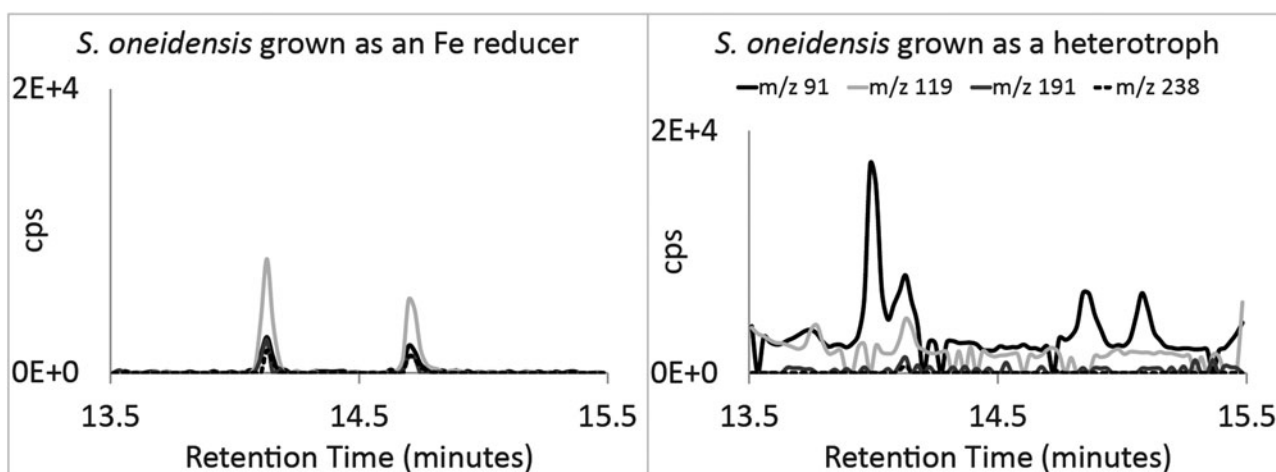 S. oneidensis grown as an Fe reducer
2E+4
cps
0E+0
13.5 14.5 15.5
Retention Time (minutes)
S. oneidensis grown as a heterotroph
m/z 91 m/z 119 m/z 191 m/z 238
2E+4
cps
0E+0
13.5 14.5 15.5
Retention Time (minutes)